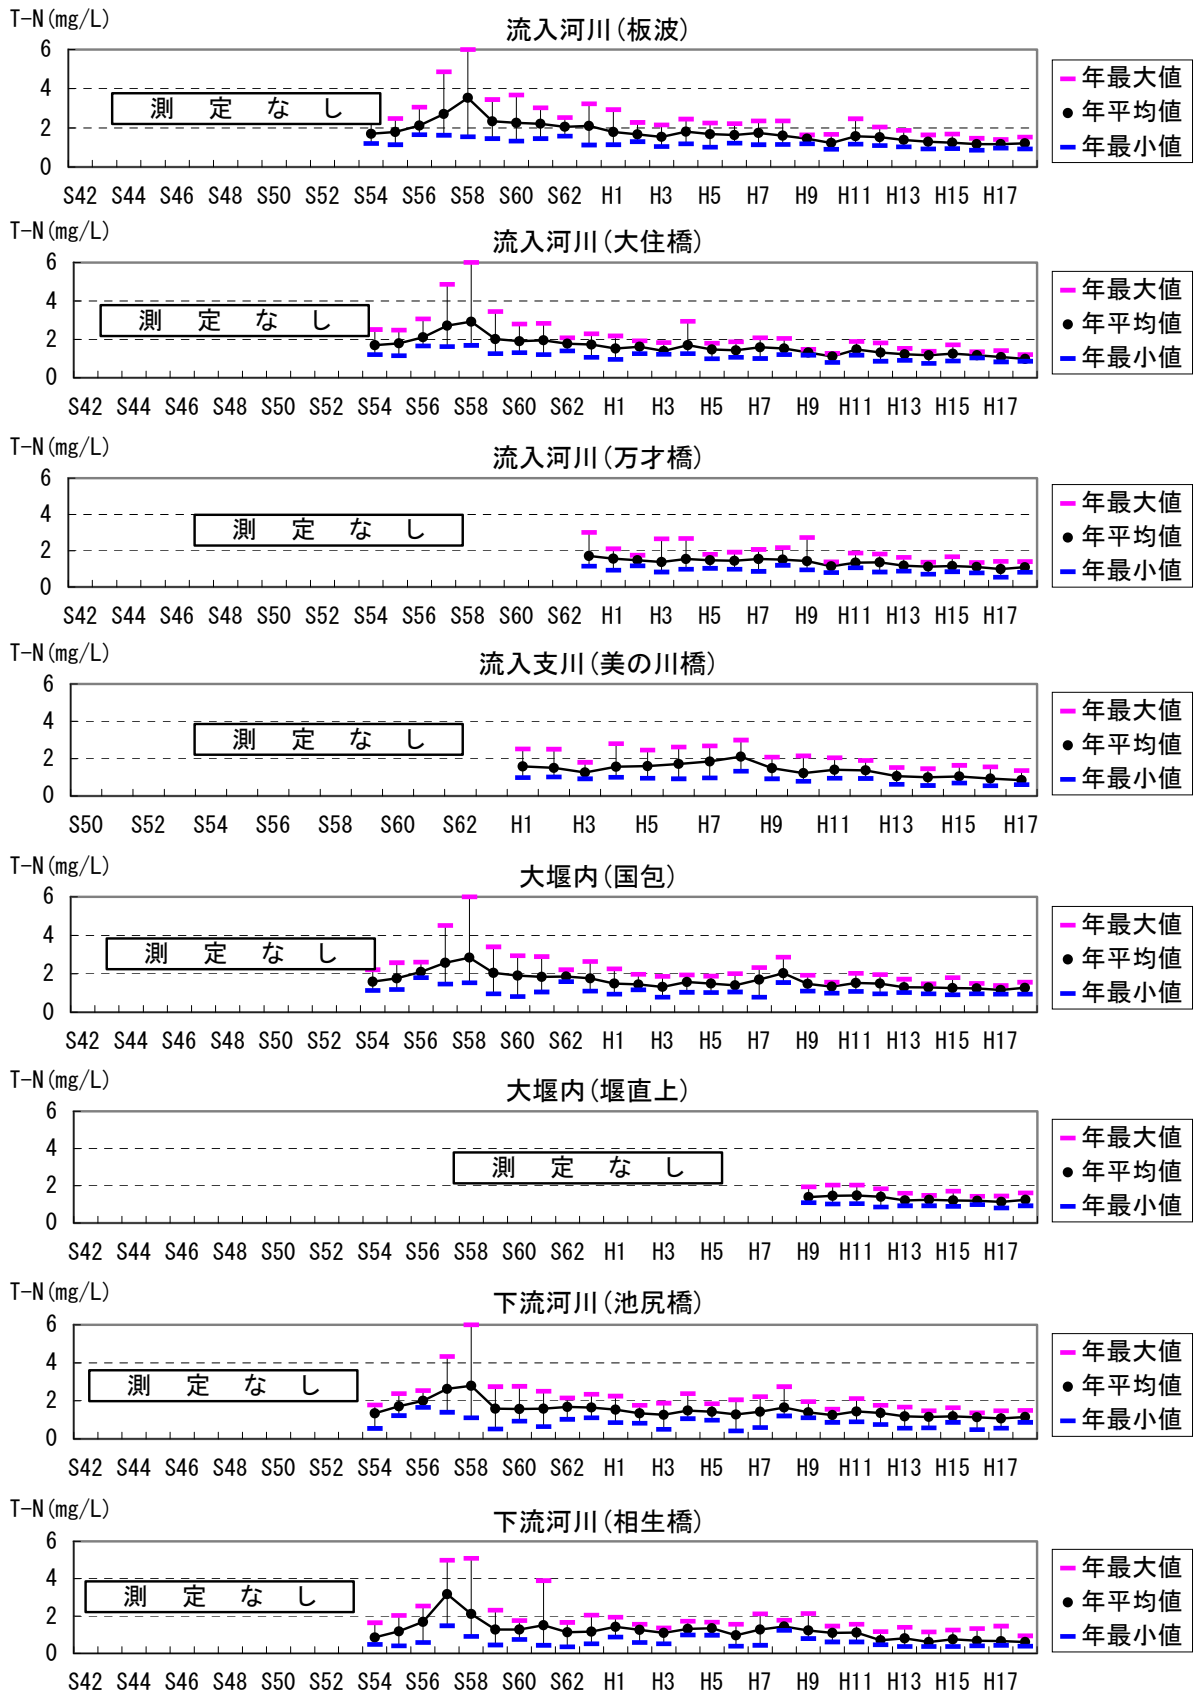 T-N(mg/L)
流入河川(板波)
6
4
2
0
測 定 な し
年最大値
年平均値
年最小値
S42 S44 S46 S48 S50 S52 S54 S56 S58 S60 S62 H1 H3 H5 H7 H9 H11 H13 H15 H17
T-N(mg/L)
流入河川(大住橋)
6
4
2
0
測 定 な し
年最大値
年平均値
年最小値
S42 S44 S46 S48 S50 S52 S54 S56 S58 S60 S62 H1 H3 H5 H7 H9 H11 H13 H15 H17
T-N(mg/L)
流入河川(万才橋)
6
4
2
0
測 定 な し
年最大値
年平均値
年最小値
S42 S44 S46 S48 S50 S52 S54 S56 S58 S60 S62 H1 H3 H5 H7 H9 H11 H13 H15 H17
T-N(mg/L)
流入支川(美の川橋)
6
4
2
0
測 定 な し
年最大値
年平均値
年最小値
S50 S52 S54 S56 S58 S60 S62 H1 H3 H5 H7 H9 H11 H13 H15 H17
T-N(mg/L)
大堰内(国包)
6
4
2
0
測 定 な し
年最大値
年平均値
年最小値
S42 S44 S46 S48 S50 S52 S54 S56 S58 S60 S62 H1 H3 H5 H7 H9 H11 H13 H15 H17
T-N(mg/L)
大堰内(堰直上)
6
4
2
0
測 定 な し
年最大値
年平均値
年最小値
S42 S44 S46 S48 S50 S52 S54 S56 S58 S60 S62 H1 H3 H5 H7 H9 H11 H13 H15 H17
T-N(mg/L)
下流河川(池尻橋)
6
4
2
0
測 定 な し
年最大値
年平均値
年最小値
S42 S44 S46 S48 S50 S52 S54 S56 S58 S60 S62 H1 H3 H5 H7 H9 H11 H13 H15 H17
T-N(mg/L)
下流河川(相生橋)
6
4
2
0
測 定 な し
年最大値
年平均値
年最小値
S42 S44 S46 S48 S50 S52 S54 S56 S58 S60 S62 H1 H3 H5 H7 H9 H11 H13 H15 H17